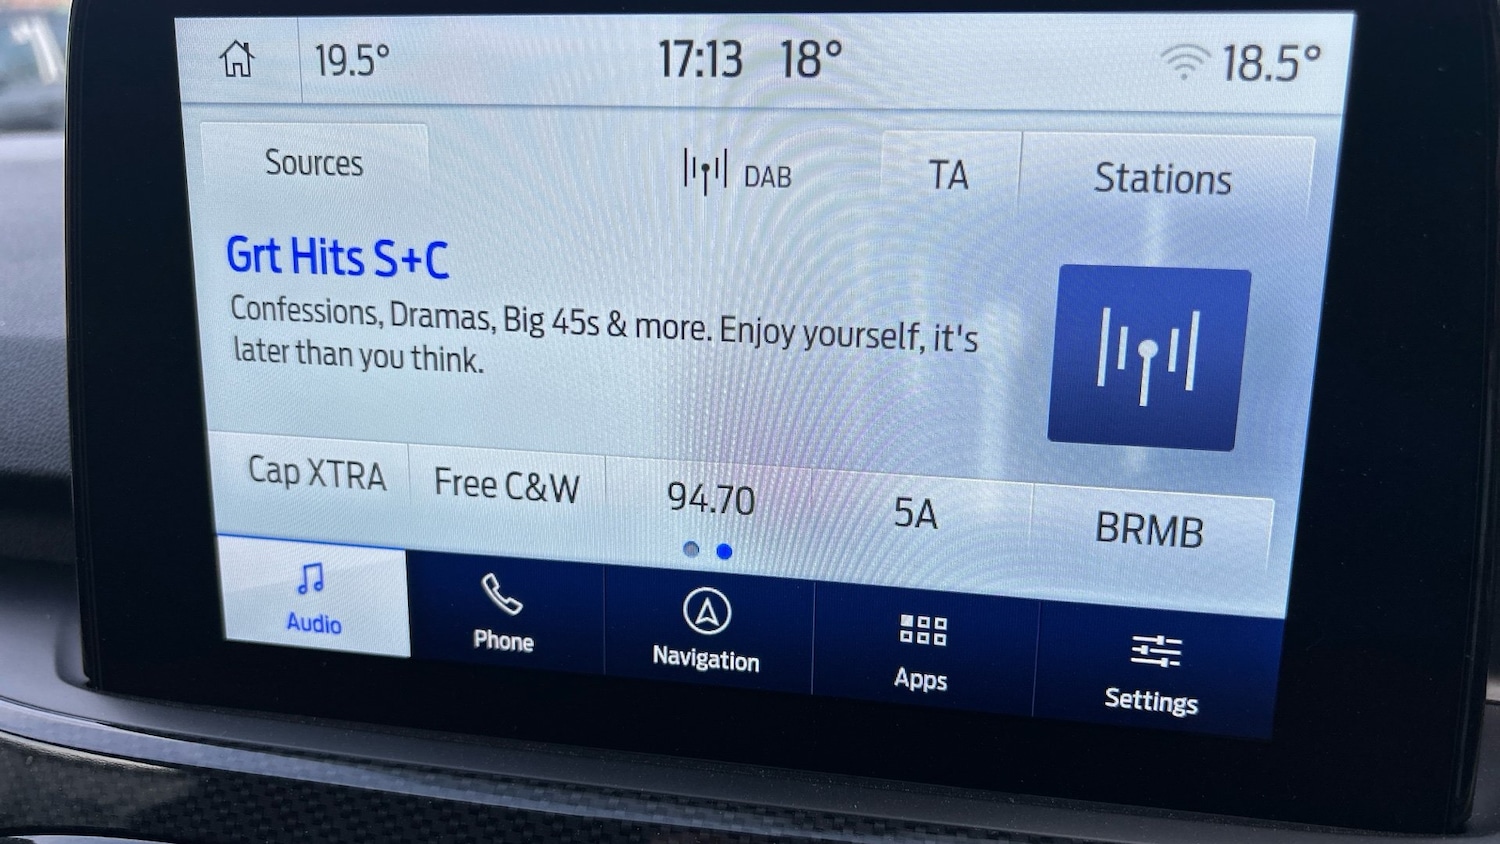 19.5° 17:13 18° 18.5°
Sources DAB TA Stations
Grt Hits S+C
Confessions, Dramas, Big 45s & more. Enjoy yourself, it's
later than you think.
Cap XTRA Free C&W 94.70 5A BRMB
Audio Phone Navigation Apps Settings